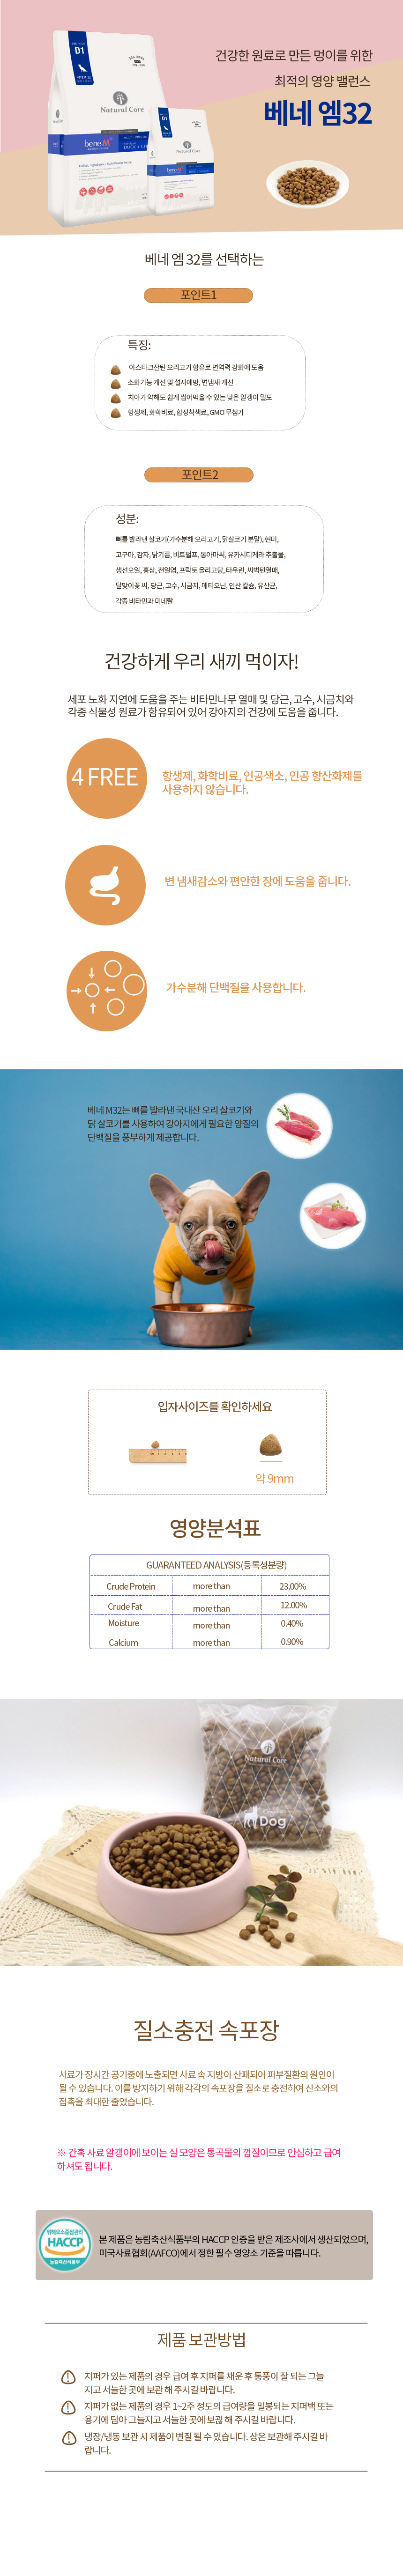 건강한 원료로 만든 멍이를 위한
최적의 영양 밸런스
베네 엠32
D1
Natural Core
bene M
D1
Natural Core
bene M
베네 엠 32를 선택하는
포인트1
특징:
아스타크산틴 오리고기 함유로 면역력 강화에 도움
소화기능 개선 및 설사예방, 변냄새 개선
치아가 약해도 쉽게 씹어먹을 수 있는 낮은 알갱이 밀도
항생제, 화학비료, 합성착색료, GMO 무첨가
포인트2
성분:
뼈를 발라낸 살코기(가수분해 오리고기, 닭살코기 분말), 현미,
고구마, 감자, 닭기름, 비트펄프, 통아마씨, 유카시디게라 추출물,
생선오일, 홍삼, 천일염, 프락토 올리고당, 타우린, 씨벅턴열매,
달맞이꽃 씨, 당근, 고수, 시금치, 메티오닌, 인산 칼슘, 유산균,
각종 비타민과 미네랄
건강하게 우리 새끼 먹이자!
세포 노화 지연에 도움을 주는 비타민나무 열매 및 당근, 고수, 시금치와
각종 식물성 원료가 함유되어 있어 강아지의 건강에 도움을 줍니다.
4 FREE
항생제, 화학비료, 인공색소, 인공 항산화제를
사용하지 않습니다.
변 냄새감소와 편안한 장에 도움을 줍니다.
가수분해 단백질을 사용합니다.
베네 M32는 뼈를 발라낸 국내산 오리 살코기와
닭 살코기를 사용하여 강아지에게 필요한 양질의
단백질을 풍부하게 제공합니다.
입자사이즈를 확인하세요
약 9mm
영양분석표
GUARANTEED ANALYSIS(등록성분량)
Crude Protein more than 23.00%
Crude Fat more than 12.00%
Moisture more than 0.40%
Calcium more than 0.90%
Natural Core
Dog
질소충전 속포장
사료가 장시간 공기중에 노출되면 사료 속 지방이 산패되어 피부질환의 원인이
될 수 있습니다. 이를 방지하기 위해 각각의 속포장을 질소로 충전하여 산소와의
접촉을 최대한 줄였습니다.
※ 간혹 사료 알갱이에 보이는 실 모양은 통곡물의 껍질이므로 안심하고 급여
하셔도 됩니다.
위해요소중점관리
HACCP
농림축산식품부
본 제품은 농림축산식품부의 HACCP 인증을 받은 제조사에서 생산되었으며,
미국사료협회(AAFCO)에서 정한 필수 영양소 기준을 따릅니다.
제품 보관방법
지퍼가 있는 제품의 경우 급여 후 지퍼를 채운 후 통풍이 잘 되는 그늘
지고 서늘한 곳에 보관 해 주시길 바랍니다.
지퍼가 없는 제품의 경우 1~2주 정도의 급여량을 밀봉되는 지퍼백 또는
용기에 담아 그늘지고 서늘한 곳에 보괂 해 주시길 바랍니다.
냉장/냉동 보관 시 제품이 변질 될 수 있습니다. 상온 보관해 주시길 바
랍니다.